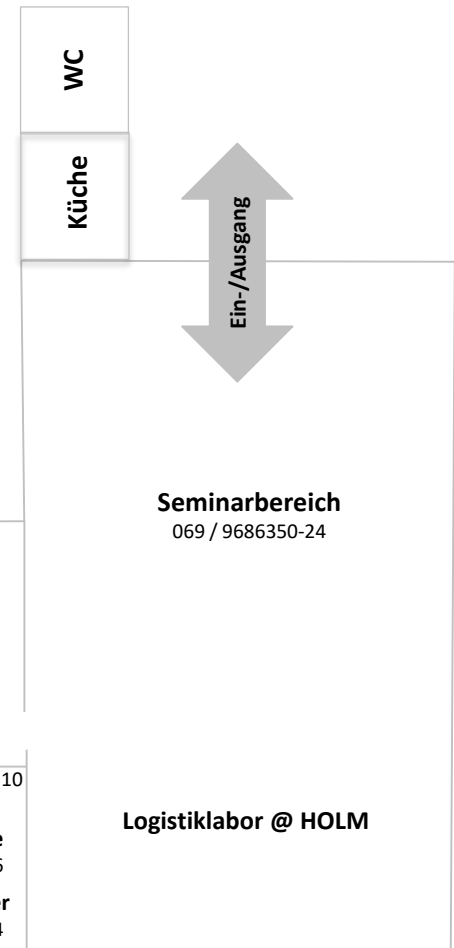 WC
Küche
Ein-/Ausgang
Seminarbereich
069 / 9686350-24
10
Logistiklabor @ HOLM